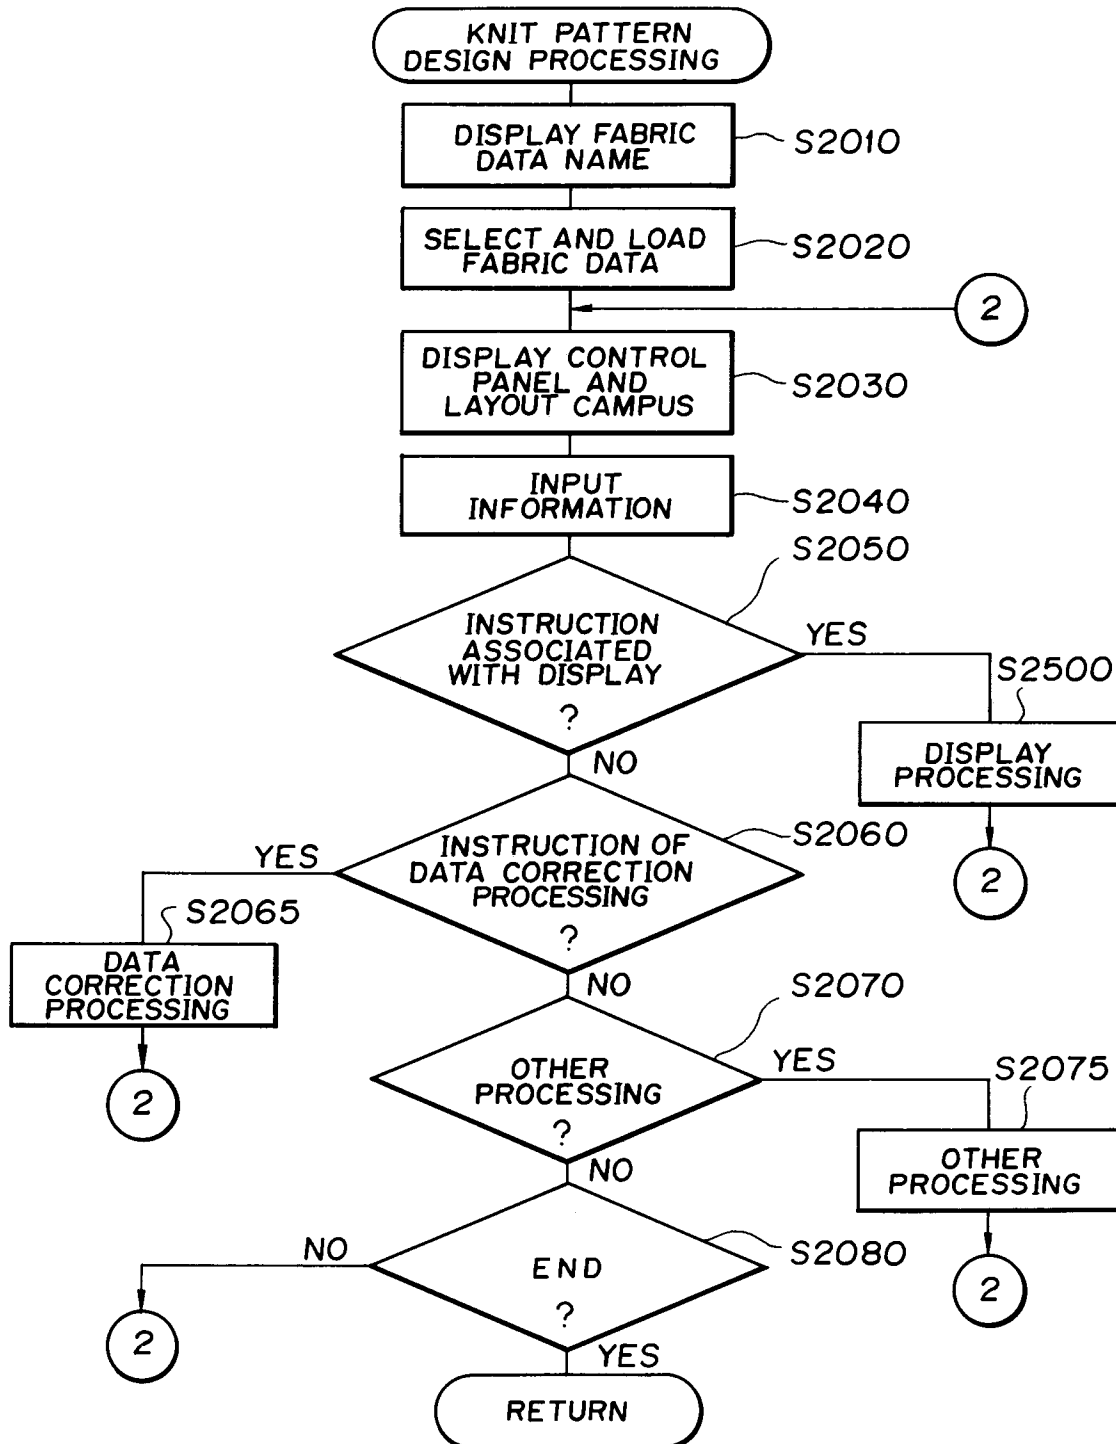 KNIT PATTERN
DESIGN PROCESSING
DISPLAY FABRIC
DATA NAME
S2010
SELECT AND LOAD
FABRIC DATA
S2020
2
DISPLAY CONTROL
PANEL AND
LAYOUT CAMPUS
S2030
INPUT
INFORMATION
S2040
S2050
INSTRUCTION
ASSOCIATED
WITH DISPLAY
?
YES
S2500
DISPLAY
PROCESSING
2
NO
S2060
INSTRUCTION OF
DATA CORRECTION
PROCESSING
?
YES
S2065
DATA
CORRECTION
PROCESSING
2
NO
S2070
OTHER
PROCESSING
?
YES
S2075
OTHER
PROCESSING
2
NO
S2080
END
?
NO
2
YES
RETURN